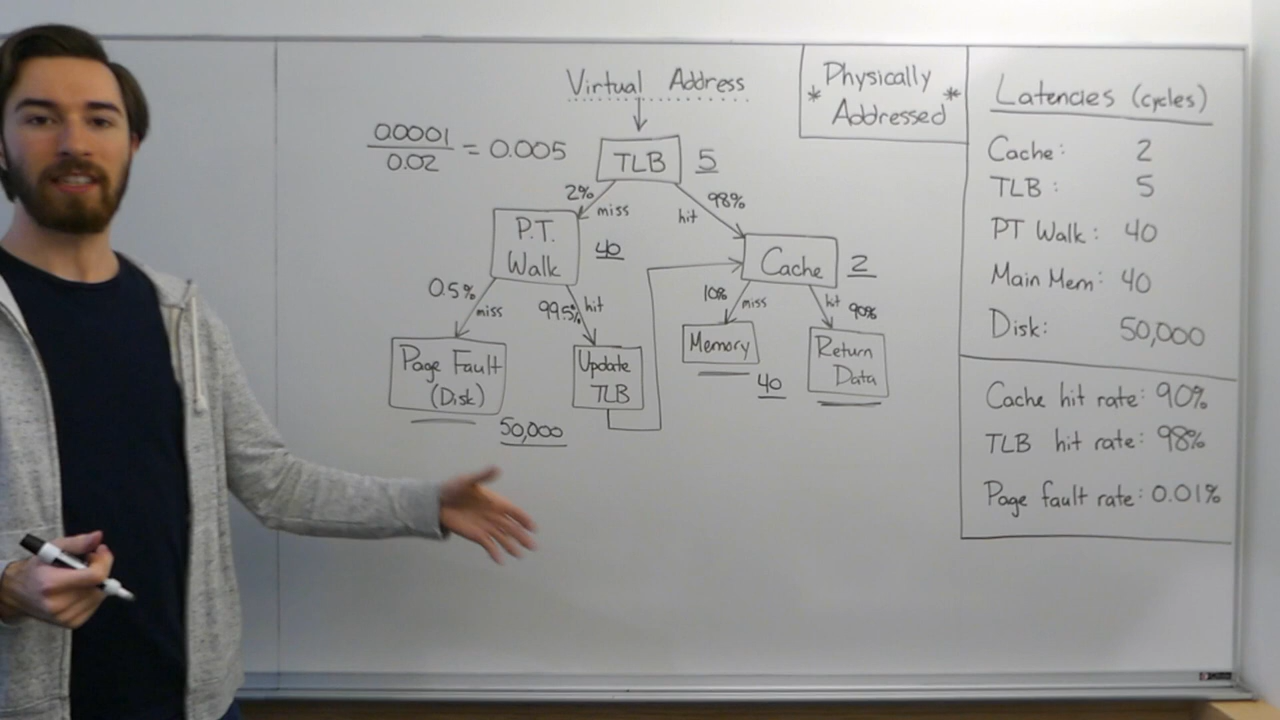 Virtual Address
0.0001
0.02
= 0.005
TLB 5
2%
miss
98%
hit
P.T.
Walk
40
Cache 2
0.5%
miss
99.5%
hit
10%
miss
hit
90%
Page Fault
(Disk)
50,000
Update
TLB
Memory
40
Return
Data
* Physically *
Addressed
Latencies (cycles)
Cache: 2
TLB: 5
PT Walk: 40
Main Mem: 40
Disk: 50,000
Cache hit rate: 90%
TLB hit rate: 98%
Page fault rate: 0.01%